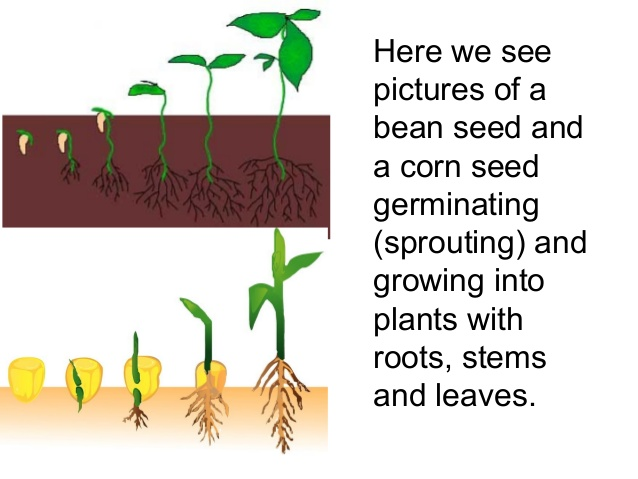 Here we see
pictures of a
bean seed and
a corn seed
germinating
(sprouting) and
growing into
plants with
roots, stems
and leaves.